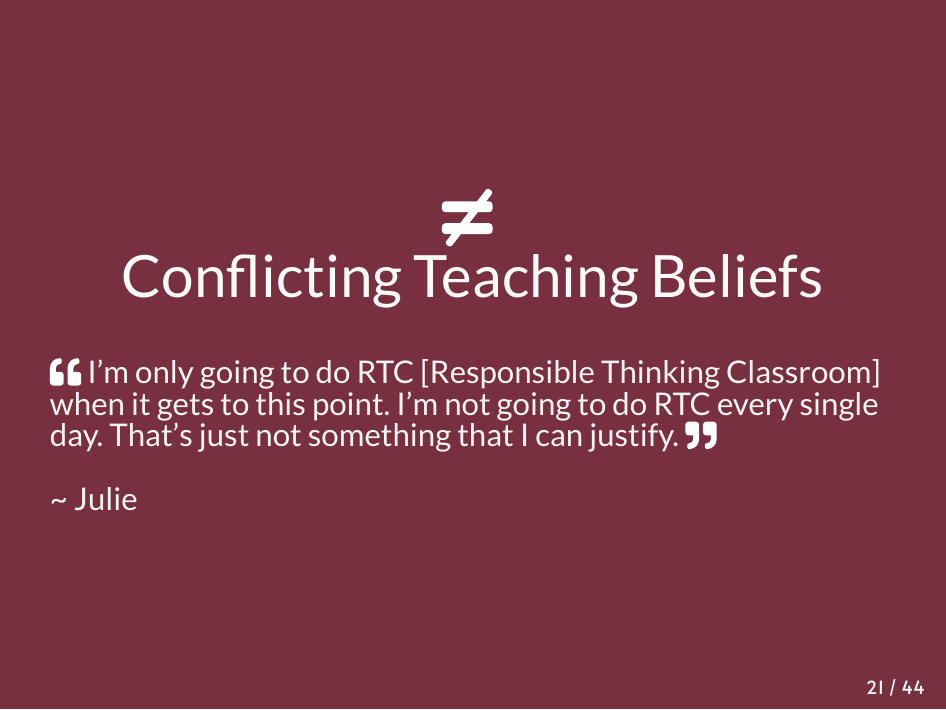 ≠
Conflicting Teaching Beliefs
“ I’m only going to do RTC [Responsible Thinking Classroom]
when it gets to this point. I’m not going to do RTC every single
day. That’s just not something that I can justify. ”
~ Julie
21 / 44